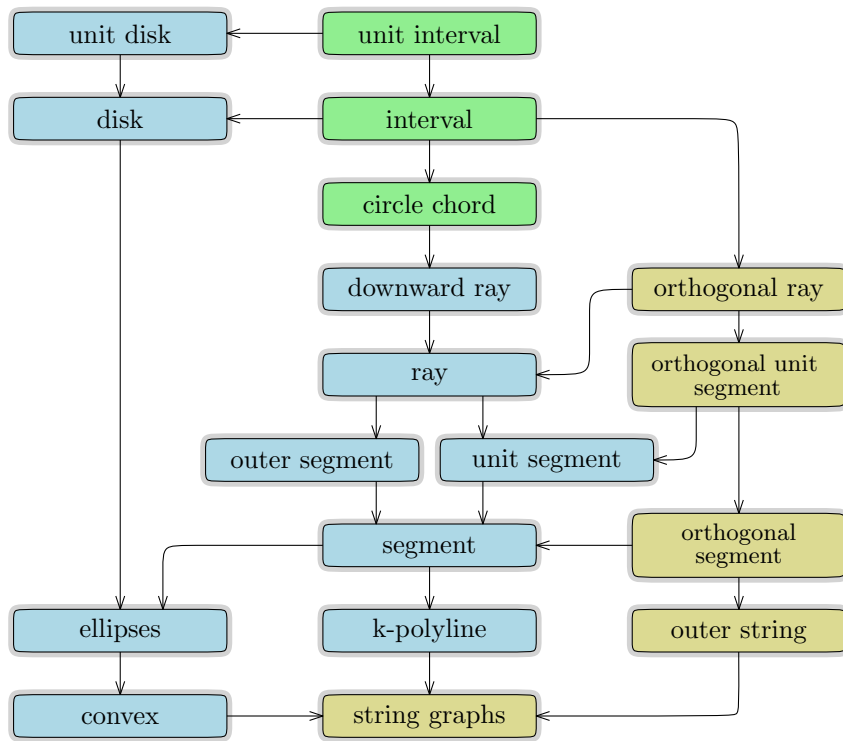 unit disk
unit interval
disk
interval
circle chord
downward ray
orthogonal ray
ray
orthogonal unit
segment
outer segment
unit segment
segment
orthogonal
segment
ellipses
k-polyline
outer string
convex
string graphs